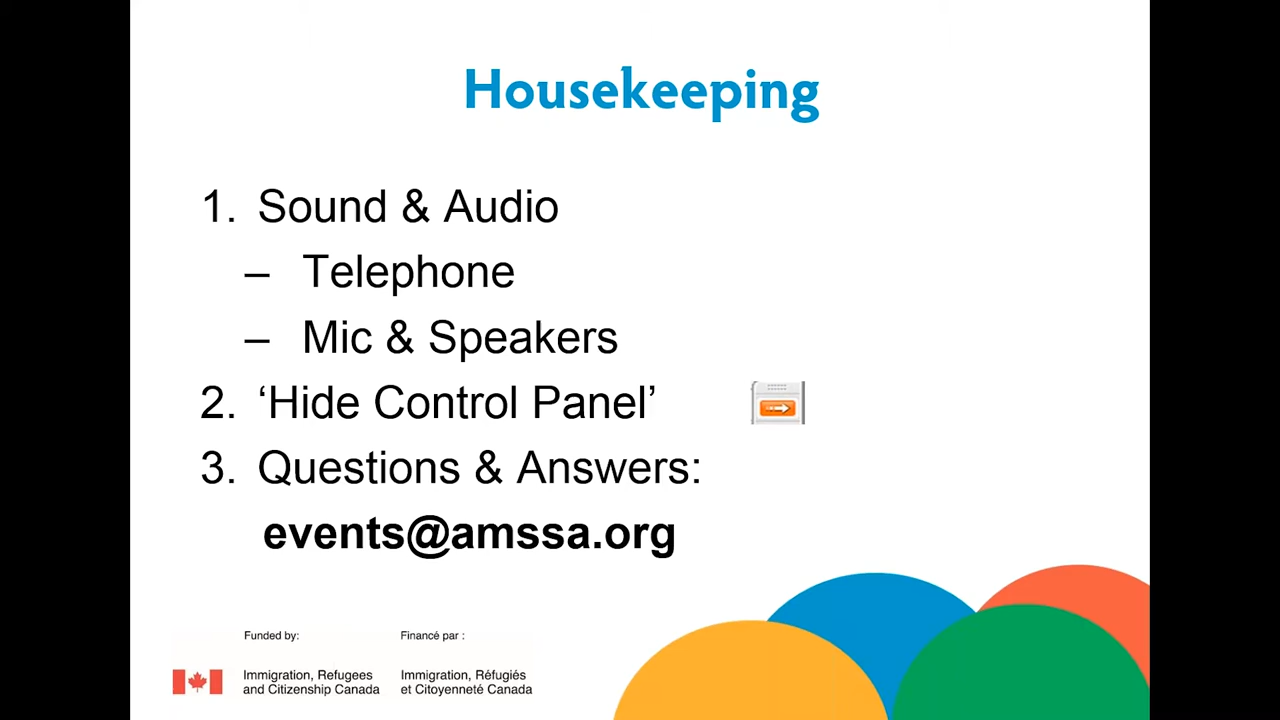 Housekeeping
1. Sound & Audio
– Telephone
– Mic & Speakers
2. ‘Hide Control Panel’
3. Questions & Answers:
events@amssa.org
Funded by:
Immigration, Refugees
and Citizenship Canada
Financé par :
Immigration, Réfugiés
et Citoyenneté Canada